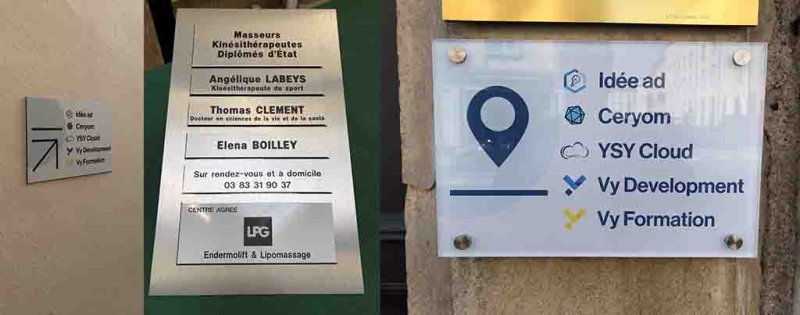 Idée ad
Ceryom
YSY Cloud
Vy Development
Vy Formation
Masseurs
Kinésithérapeutes
Diplômés d'État
Angélique LABEYS
Kinésithérapeute du sport
Thomas CLEMENT
Docteur en sciences de la vie et de la santé
Elena BOILLEY
Sur rendez-vous et à domicile
03 83 31 90 37
CENTRE AGRÉÉ
LPG
Endermolift & Lipomassage
Idée ad
Ceryom
YSY Cloud
Vy Development
Vy Formation